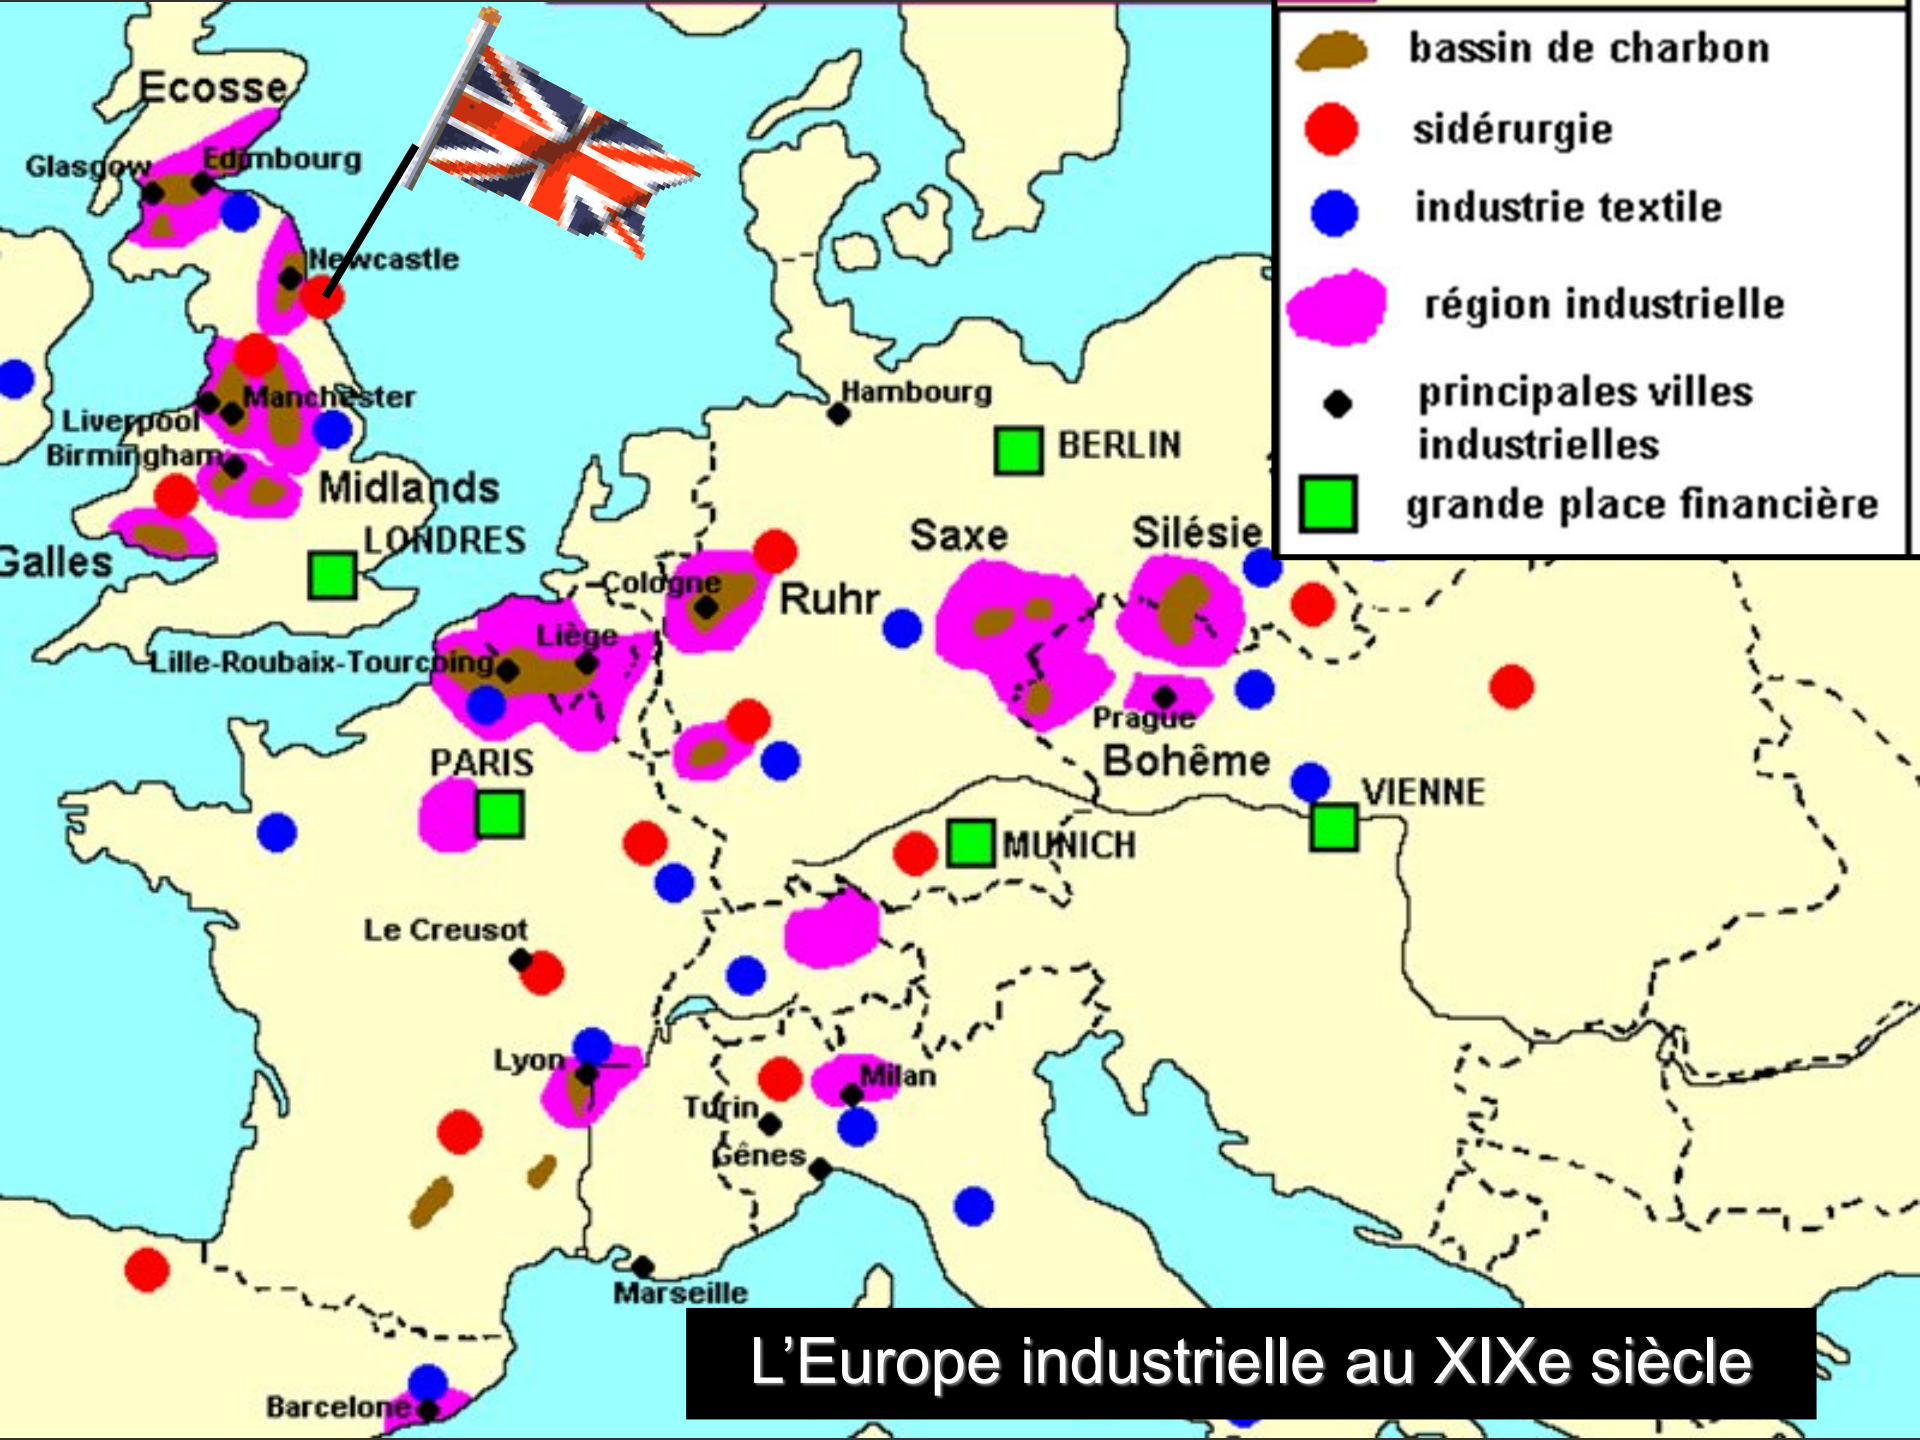 bassin de charbon
sidérurgie
industrie textile
région industrielle
principales villes
industrielles
grande place financière
Ecosse
Glasgow
Edimbourg
Newcastle
Manchester
Liverpool
Birmingham
Midlands
LONDRES
Galles
Hambourg
BERLIN
Saxe
Silésie
Cologne
Ruhr
Liège
Lille-Roubaix-Tourcoing
Prague
Bohême
PARIS
VIENNE
MUNICH
Le Creusot
Lyon
Milan
Turin
Gênes
Marseille
Barcelone
L’Europe industrielle au XIXe siècle